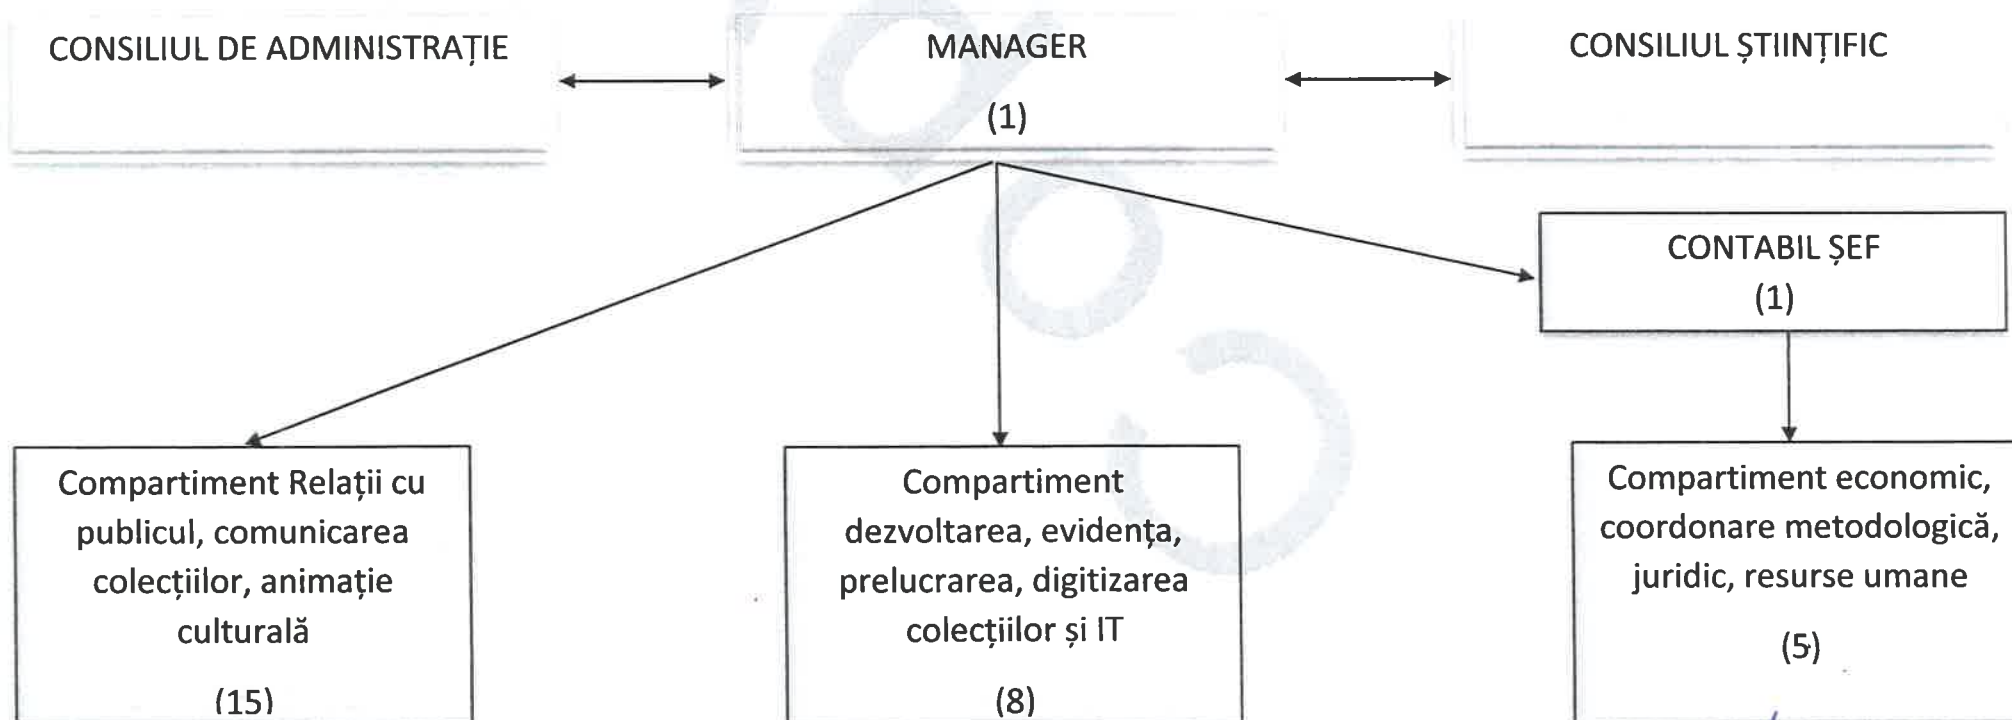 CONSILIUL DE ADMINISTRAȚIE
MANAGER
(1)
CONSILIUL ȘTIINȚIFIC
CONTABIL ȘEF
(1)
Compartiment Relații cu
publicul, comunicarea
colecțiilor, animație
culturală
(15)
Compartiment
dezvoltarea, evidența,
prelucrarea, digitizarea
colecțiilor și IT
(8)
Compartiment economic,
coordonare metodologică,
juridic, resurse umane
(5)